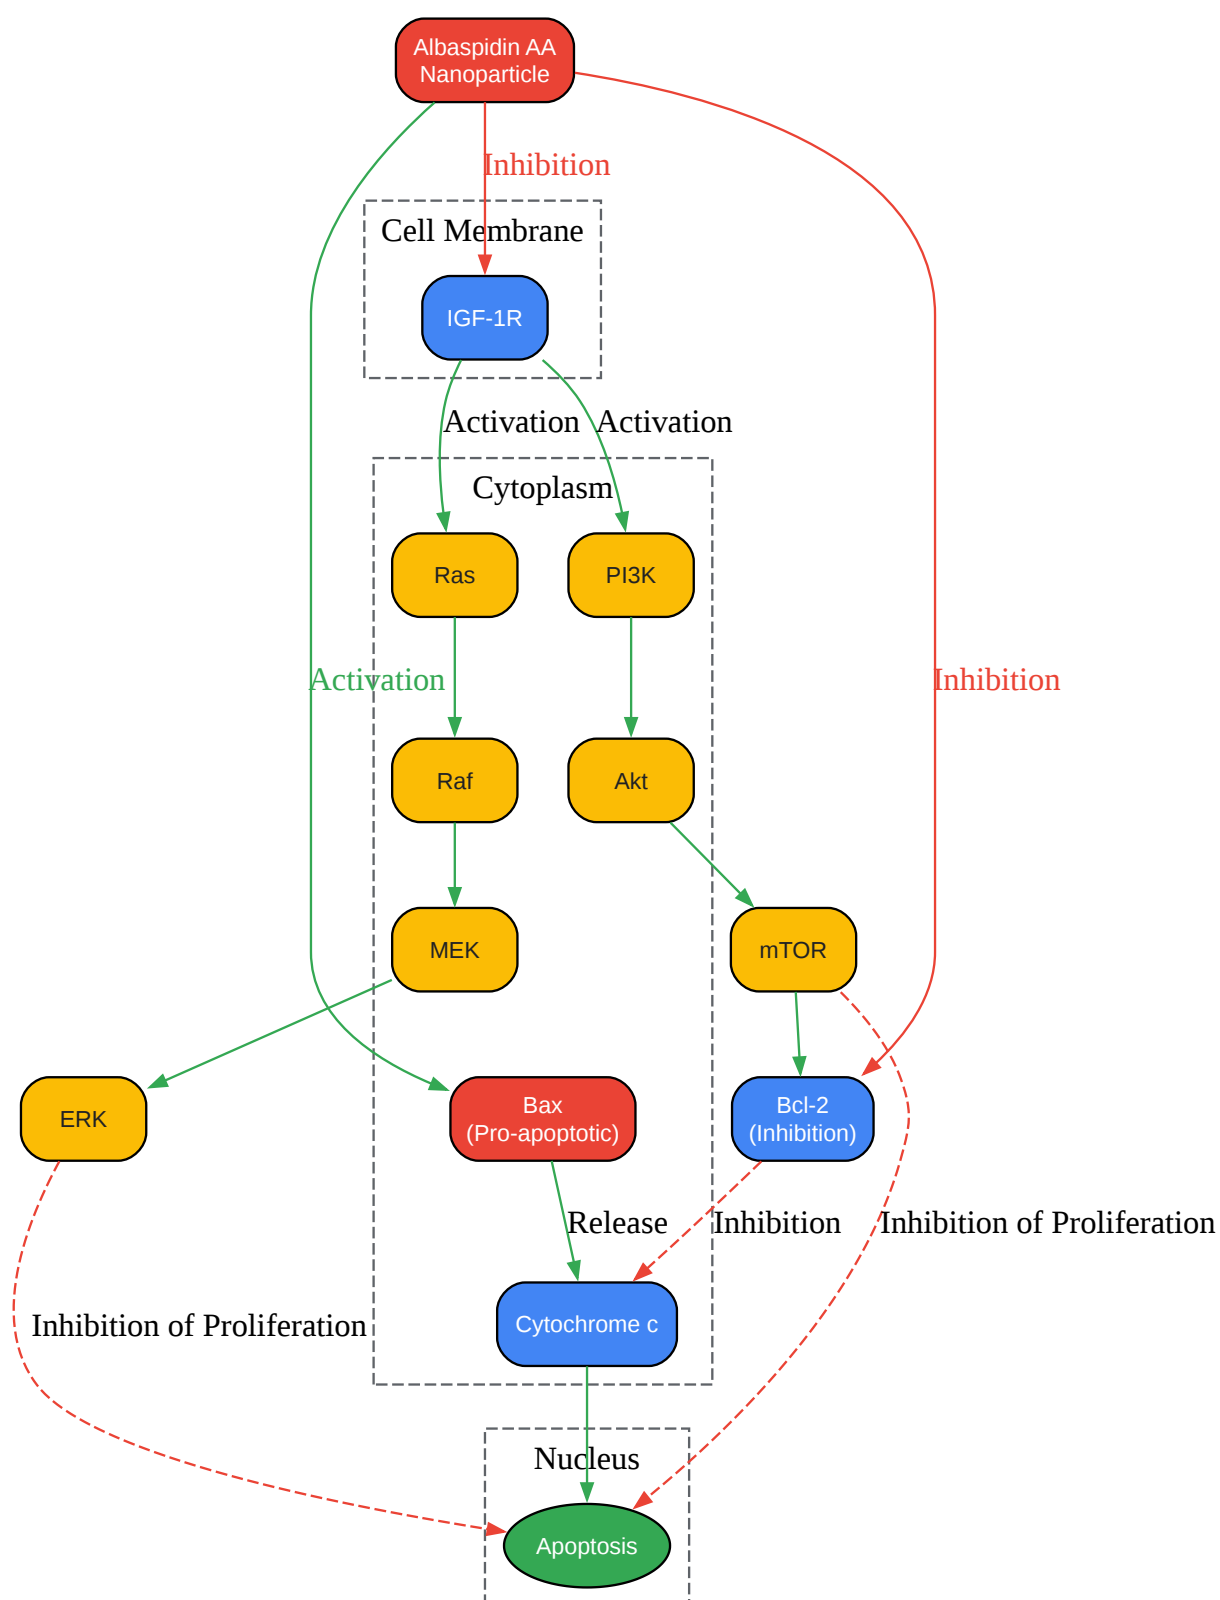 Albaspidin AA
Nanoparticle
Inhibition
Cell Membrane
IGF-1R
Activation
Activation
Cytoplasm
Ras
PI3K
Activation
Inhibition
Raf
Akt
MEK
mTOR
ERK
Bax
(Pro-apoptotic)
Bcl-2
(Inhibition)
Release
Inhibition
Inhibition of Proliferation
Inhibition of Proliferation
Cytochrome c
Nucleus
Apoptosis